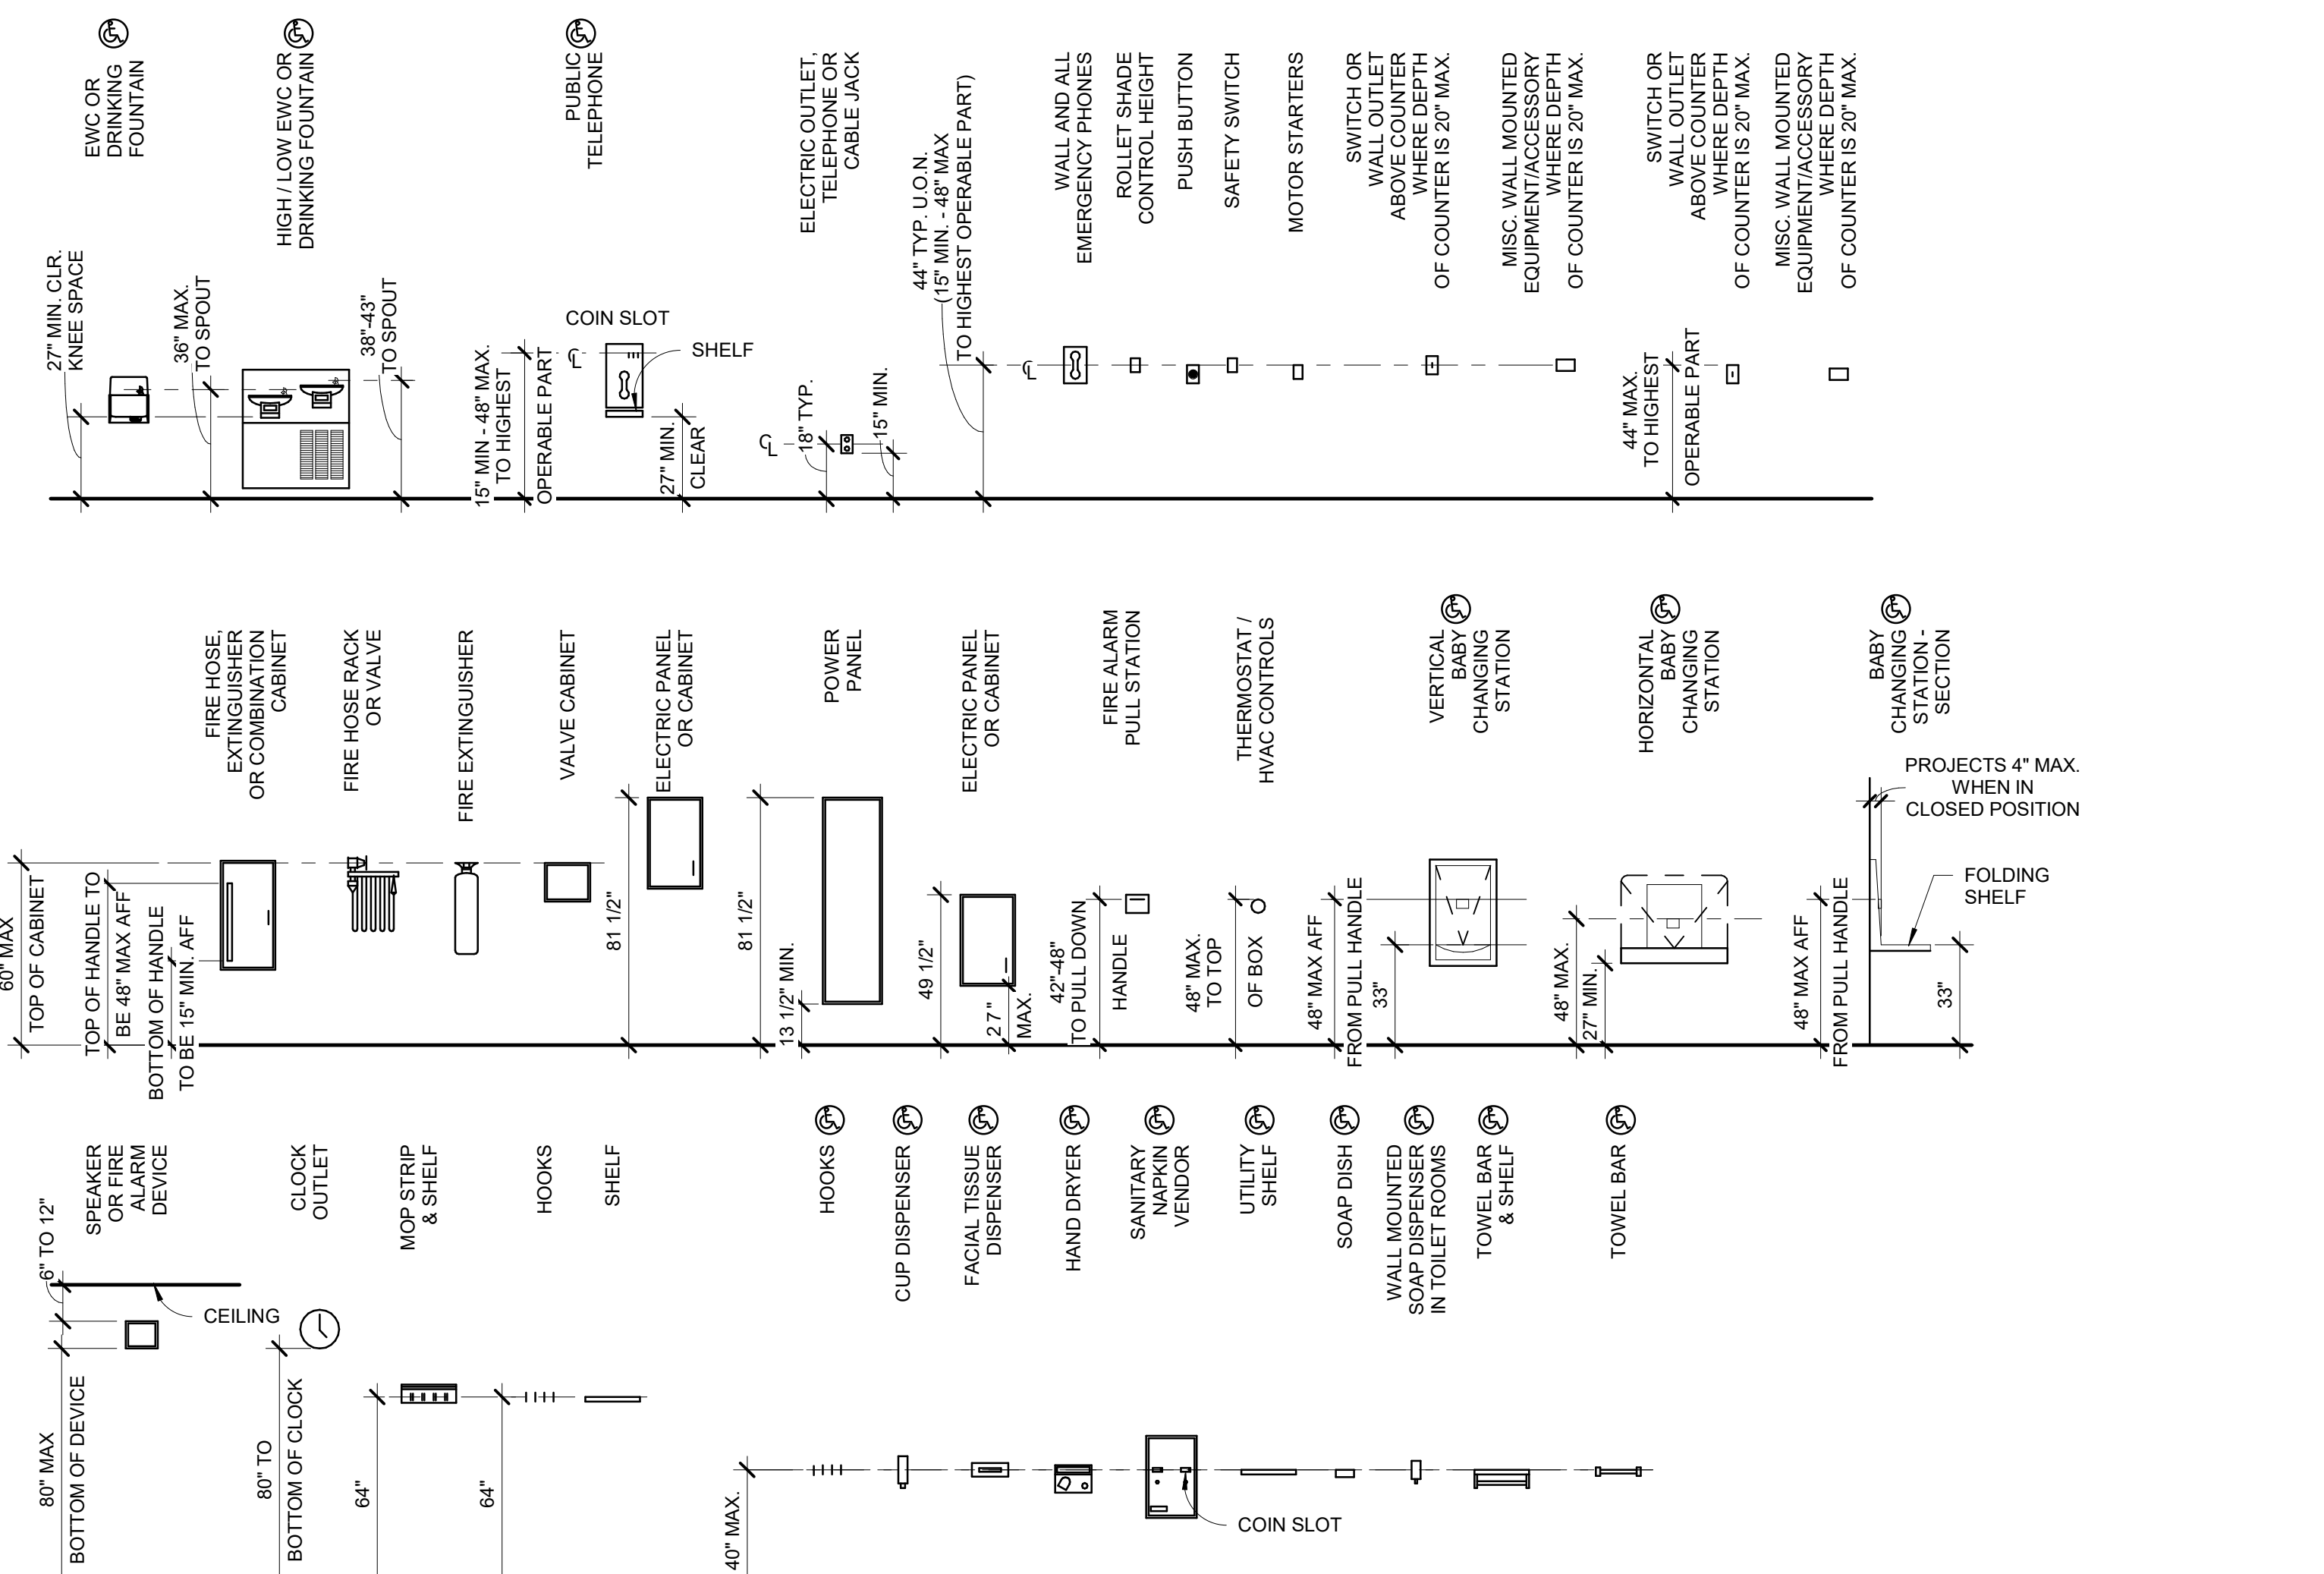 EWC OR
DRINKING
FOUNTAIN
HIGH / LOW EWC OR
DRINKING FOUNTAIN
PUBLIC
TELEPHONE
ELECTRIC OUTLET,
TELEPHONE OR
CABLE JACK
WALL AND ALL
EMERGENCY PHONES
ROLLET SHADE
CONTROL HEIGHT
PUSH BUTTON
SAFETY SWITCH
MOTOR STARTERS
SWITCH OR
WALL OUTLET
ABOVE COUNTER
WHERE DEPTH
OF COUNTER IS 20" MAX.
MISC. WALL MOUNTED
EQUIPMENT/ACCESSORY
WHERE DEPTH
OF COUNTER IS 20" MAX.
SWITCH OR
WALL OUTLET
ABOVE COUNTER
WHERE DEPTH
OF COUNTER IS 20" MAX.
MISC. WALL MOUNTED
EQUIPMENT/ACCESSORY
WHERE DEPTH
OF COUNTER IS 20" MAX.
27" MIN. CLR.
KNEE SPACE
36" MAX.
TO SPOUT
38"-43"
TO SPOUT
15" MIN - 48" MAX.
TO HIGHEST
OPERABLE PART
CL
COIN SLOT
SHELF
27" MIN.
CLEAR
CL
18" TYP.
15" MIN.
44" TYP. U.O.N.
(15" MIN. - 48" MAX
TO HIGHEST OPERABLE PART)
CL
44" MAX.
TO HIGHEST
OPERABLE PART
FIRE HOSE,
EXTINGUISHER
OR COMBINATION
CABINET
FIRE HOSE RACK
OR VALVE
FIRE EXTINGUISHER
VALVE CABINET
ELECTRIC PANEL
OR CABINET
POWER
PANEL
ELECTRIC PANEL
OR CABINET
FIRE ALARM
PULL STATION
THERMOSTAT /
HVAC CONTROLS
VERTICAL
BABY
CHANGING
STATION
HORIZONTAL
BABY
CHANGING
STATION
BABY
CHANGING
STATION -
SECTION
60" MAX
TOP OF CABINET
TOP OF HANDLE TO
BE 48" MAX AFF
BOTTOM OF HANDLE
TO BE 15" MIN. AFF
81 1/2"
81 1/2"
13 1/2" MIN.
49 1/2"
27"
MAX.
42"-48"
TO PULL DOWN
HANDLE
48" MAX.
TO TOP
OF BOX
48" MAX AFF
FROM PULL HANDLE
33"
48" MAX.
27" MIN.
48" MAX AFF
FROM PULL HANDLE
PROJECTS 4" MAX.
WHEN IN
CLOSED POSITION
FOLDING
SHELF
33"
SPEAKER
OR FIRE
ALARM
DEVICE
CLOCK
OUTLET
MOP STRIP
& SHELF
HOOKS
SHELF
HOOKS
CUP DISPENSER
FACIAL TISSUE
DISPENSER
HAND DRYER
SANITARY
NAPKIN
VENDOR
UTILITY
SHELF
SOAP DISH
WALL MOUNTED
SOAP DISPENSER
IN TOILET ROOMS
TOWEL BAR
& SHELF
TOWEL BAR
6" TO 12"
CEILING
80" MAX
BOTTOM OF DEVICE
80" TO
BOTTOM OF CLOCK
64"
64"
40" MAX.
COIN SLOT